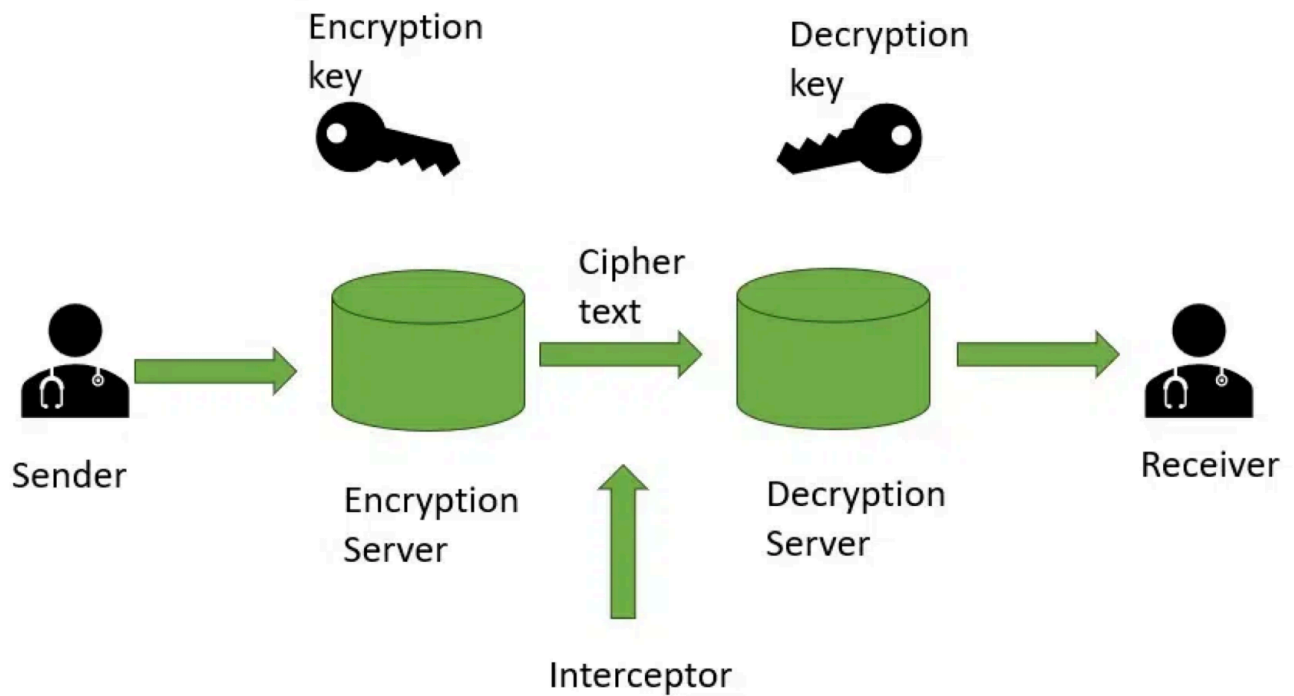 Encryption
key
Decryption
key
Cipher
text
Sender
Encryption
Server
Decryption
Server
Receiver
Interceptor